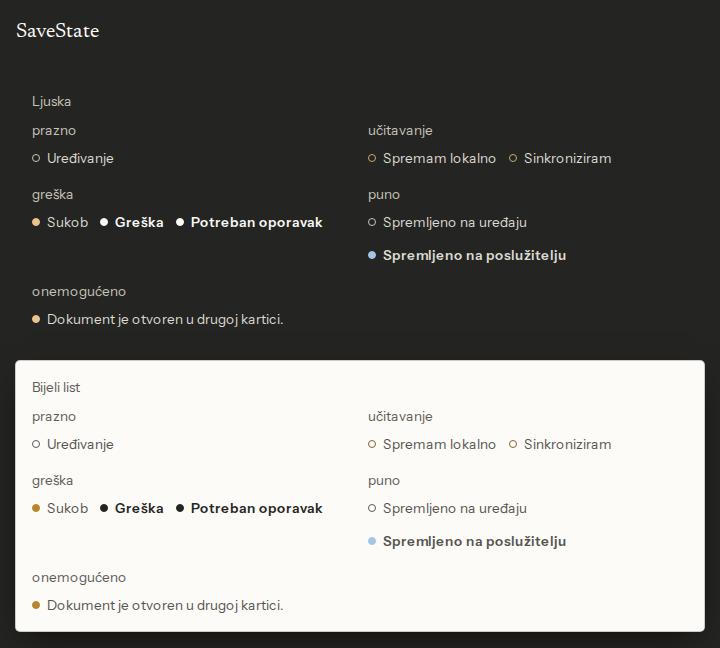 SaveState
Ljuska
prazno
Uređivanje
učitavanje
Spremam lokalno Sinkroniziram
greška
Sukob Greška Potreban oporavak
puno
Spremljeno na uređaju
Spremljeno na poslužitelju
onemogućeno
Dokument je otvoren u drugoj kartici.
Bijeli list
prazno
Uređivanje
učitavanje
Spremam lokalno Sinkroniziram
greška
Sukob Greška Potreban oporavak
puno
Spremljeno na uređaju
Spremljeno na poslužitelju
onemogućeno
Dokument je otvoren u drugoj kartici.